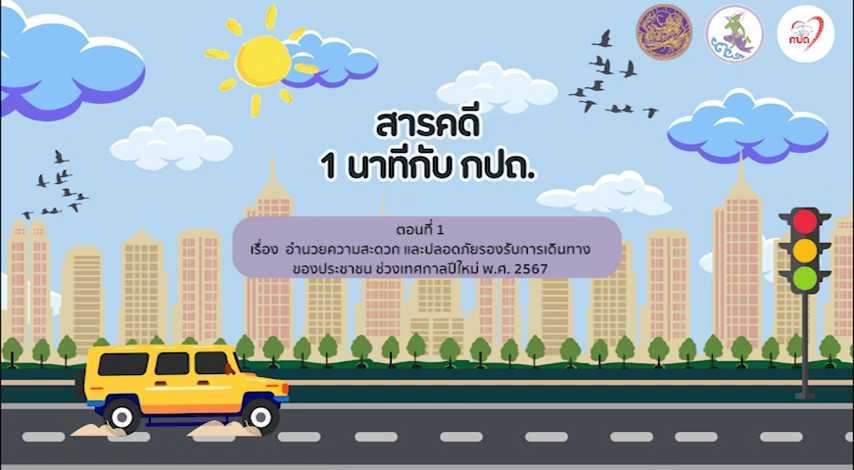 กปถ
สารคดี
1 นาทีกับ กปถ.
ตอนที่ 1
เรื่อง อำนวยความสะดวก และปลอดภัยรองรับการเดินทาง
ของประชาชน ช่วงเทศกาลปีใหม่ พ.ศ. 2567